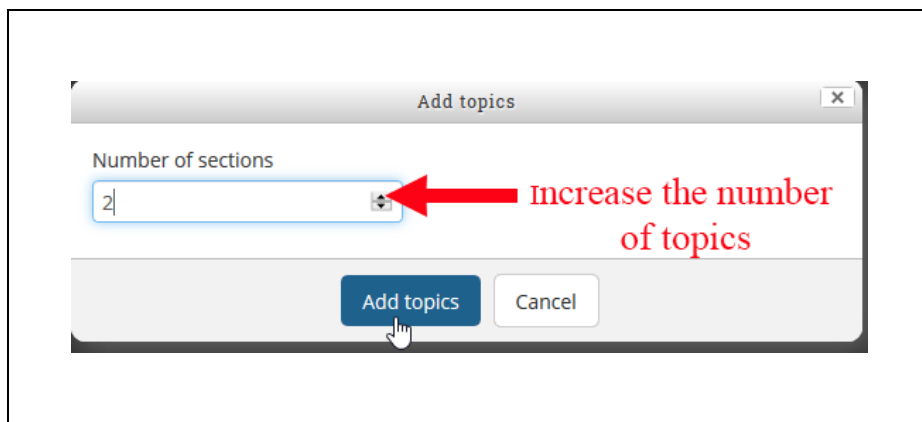 Add topics
Number of sections
2
Increase the number
of topics
Add topics
Cancel